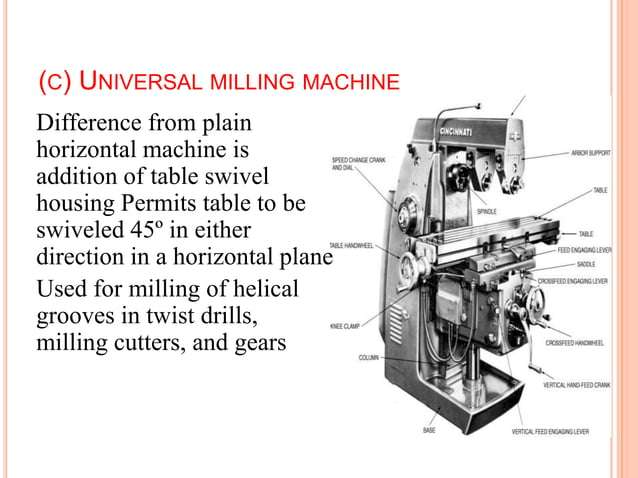 (C) UNIVERSAL MILLING MACHINE
Difference from plain
horizontal machine is
addition of table swivel
housing Permits table to be
swiveled 45º in either
direction in a horizontal plane
Used for milling of helical
grooves in twist drills,
milling cutters, and gears
CINCINNATI
SPEED CHANGE CRANK
AND DIAL
ARBOR SUPPORT
TABLE
SPINDLE
TABLE
TABLE HANDWHEEL
FEED ENGAGING LEVER
SADDLE
CROSSFEED ENGAGING LEVER
KNEE CLAMP
CROSSFEED HANDWHEEL
COLUMN
VERTICAL HAND-FEED CRANK
BASE
VERTICAL FEED ENGAGING LEVER